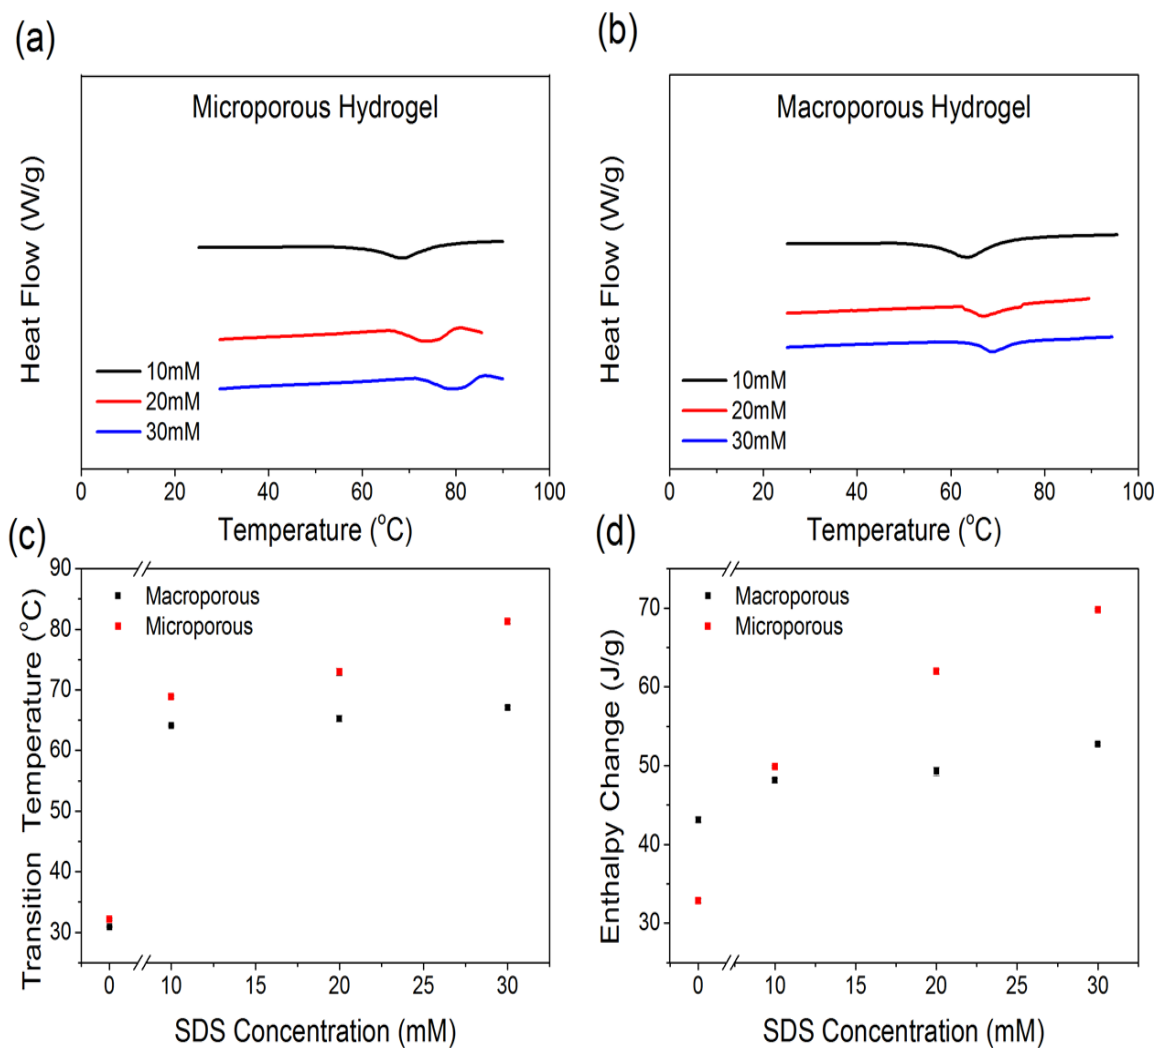 (a)
Microporous Hydrogel
Heat Flow (W/g)
10mM
20mM
30mM
0 20 40 60 80 100
Temperature (°C)
(b)
Macroporous Hydrogel
Heat Flow (W/g)
10mM
20mM
30mM
0 20 40 60 80 100
Temperature (°C)
(c)
Macroporous
Microporous
Transition Temperature (°C)
90
80
70
60
50
40
30
0 10 15 20 25 30
SDS Concentration (mM)
(d)
Macroporous
Microporous
Enthalpy Change (J/g)
70
60
50
40
30
0 10 15 20 25 30
SDS Concentration (mM)